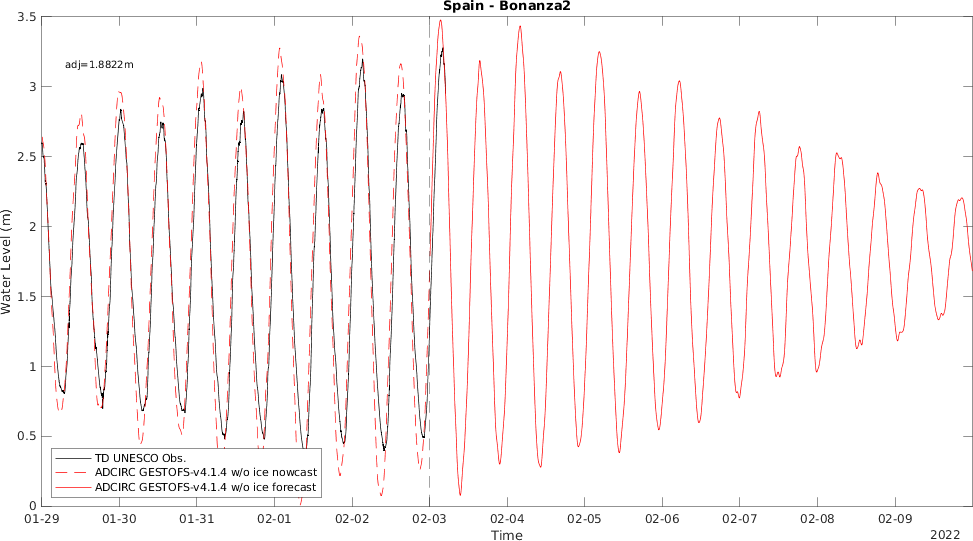 Spain - Bonanza2
adj=1.8822m
Water Level (m)
3.5
3
2.5
2
1.5
1
0.5
0
TD UNESCO Obs.
ADCIRC GESTOFS-v4.1.4 w/o ice nowcast
ADCIRC GESTOFS-v4.1.4 w/o ice forecast
01-29 01-30 01-31 02-01 02-02 02-03 02-04 02-05 02-06 02-07 02-08 02-09
Time
2022